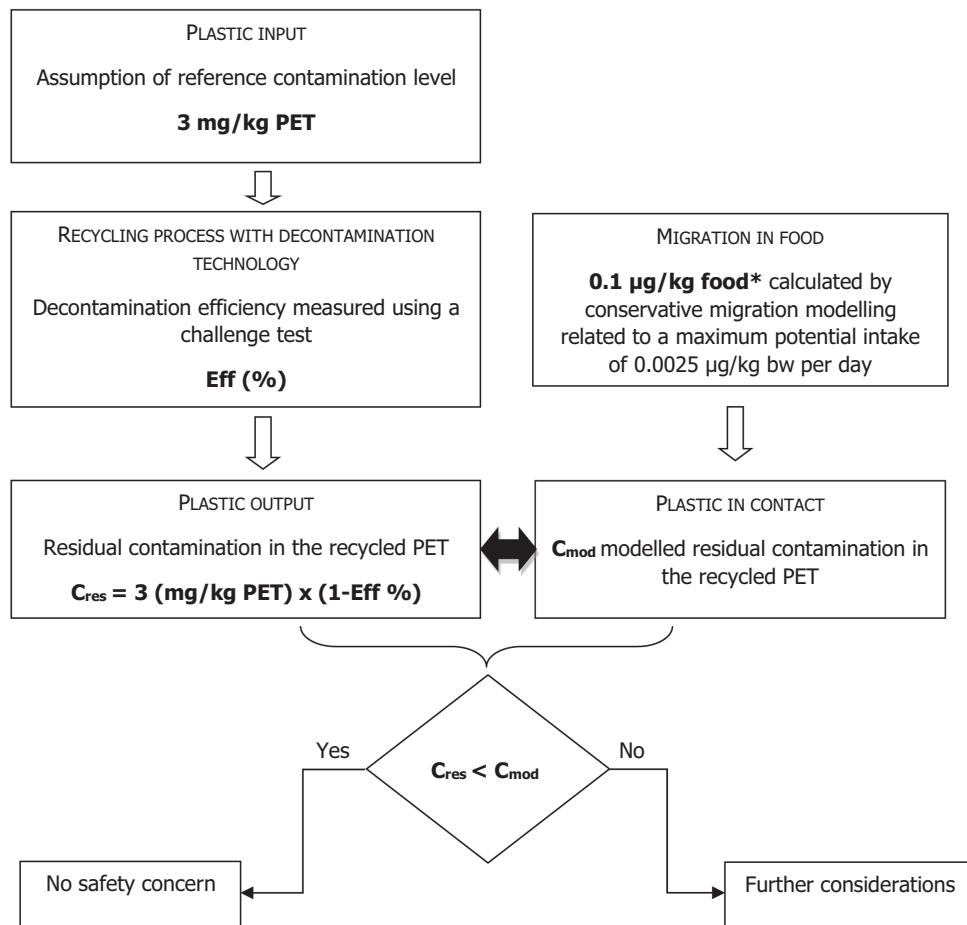 PLASTIC INPUT
Assumption of reference contamination level
3 mg/kg PET
RECYCLING PROCESS WITH DECONTAMINATION
TECHNOLOGY
Decontamination efficiency measured using a
challenge test
Eff (%)
MIGRATION IN FOOD
0.1 µg/kg food* calculated by
conservative migration modelling
related to a maximum potential intake
of 0.0025 µg/kg bw per day
PLASTIC OUTPUT
Residual contamination in the recycled PET
Cres = 3 (mg/kg PET) x (1-Eff %)
PLASTIC IN CONTACT
Cmod modelled residual contamination in
the recycled PET
Yes
No
Cres < Cmod
No safety concern
Further considerations